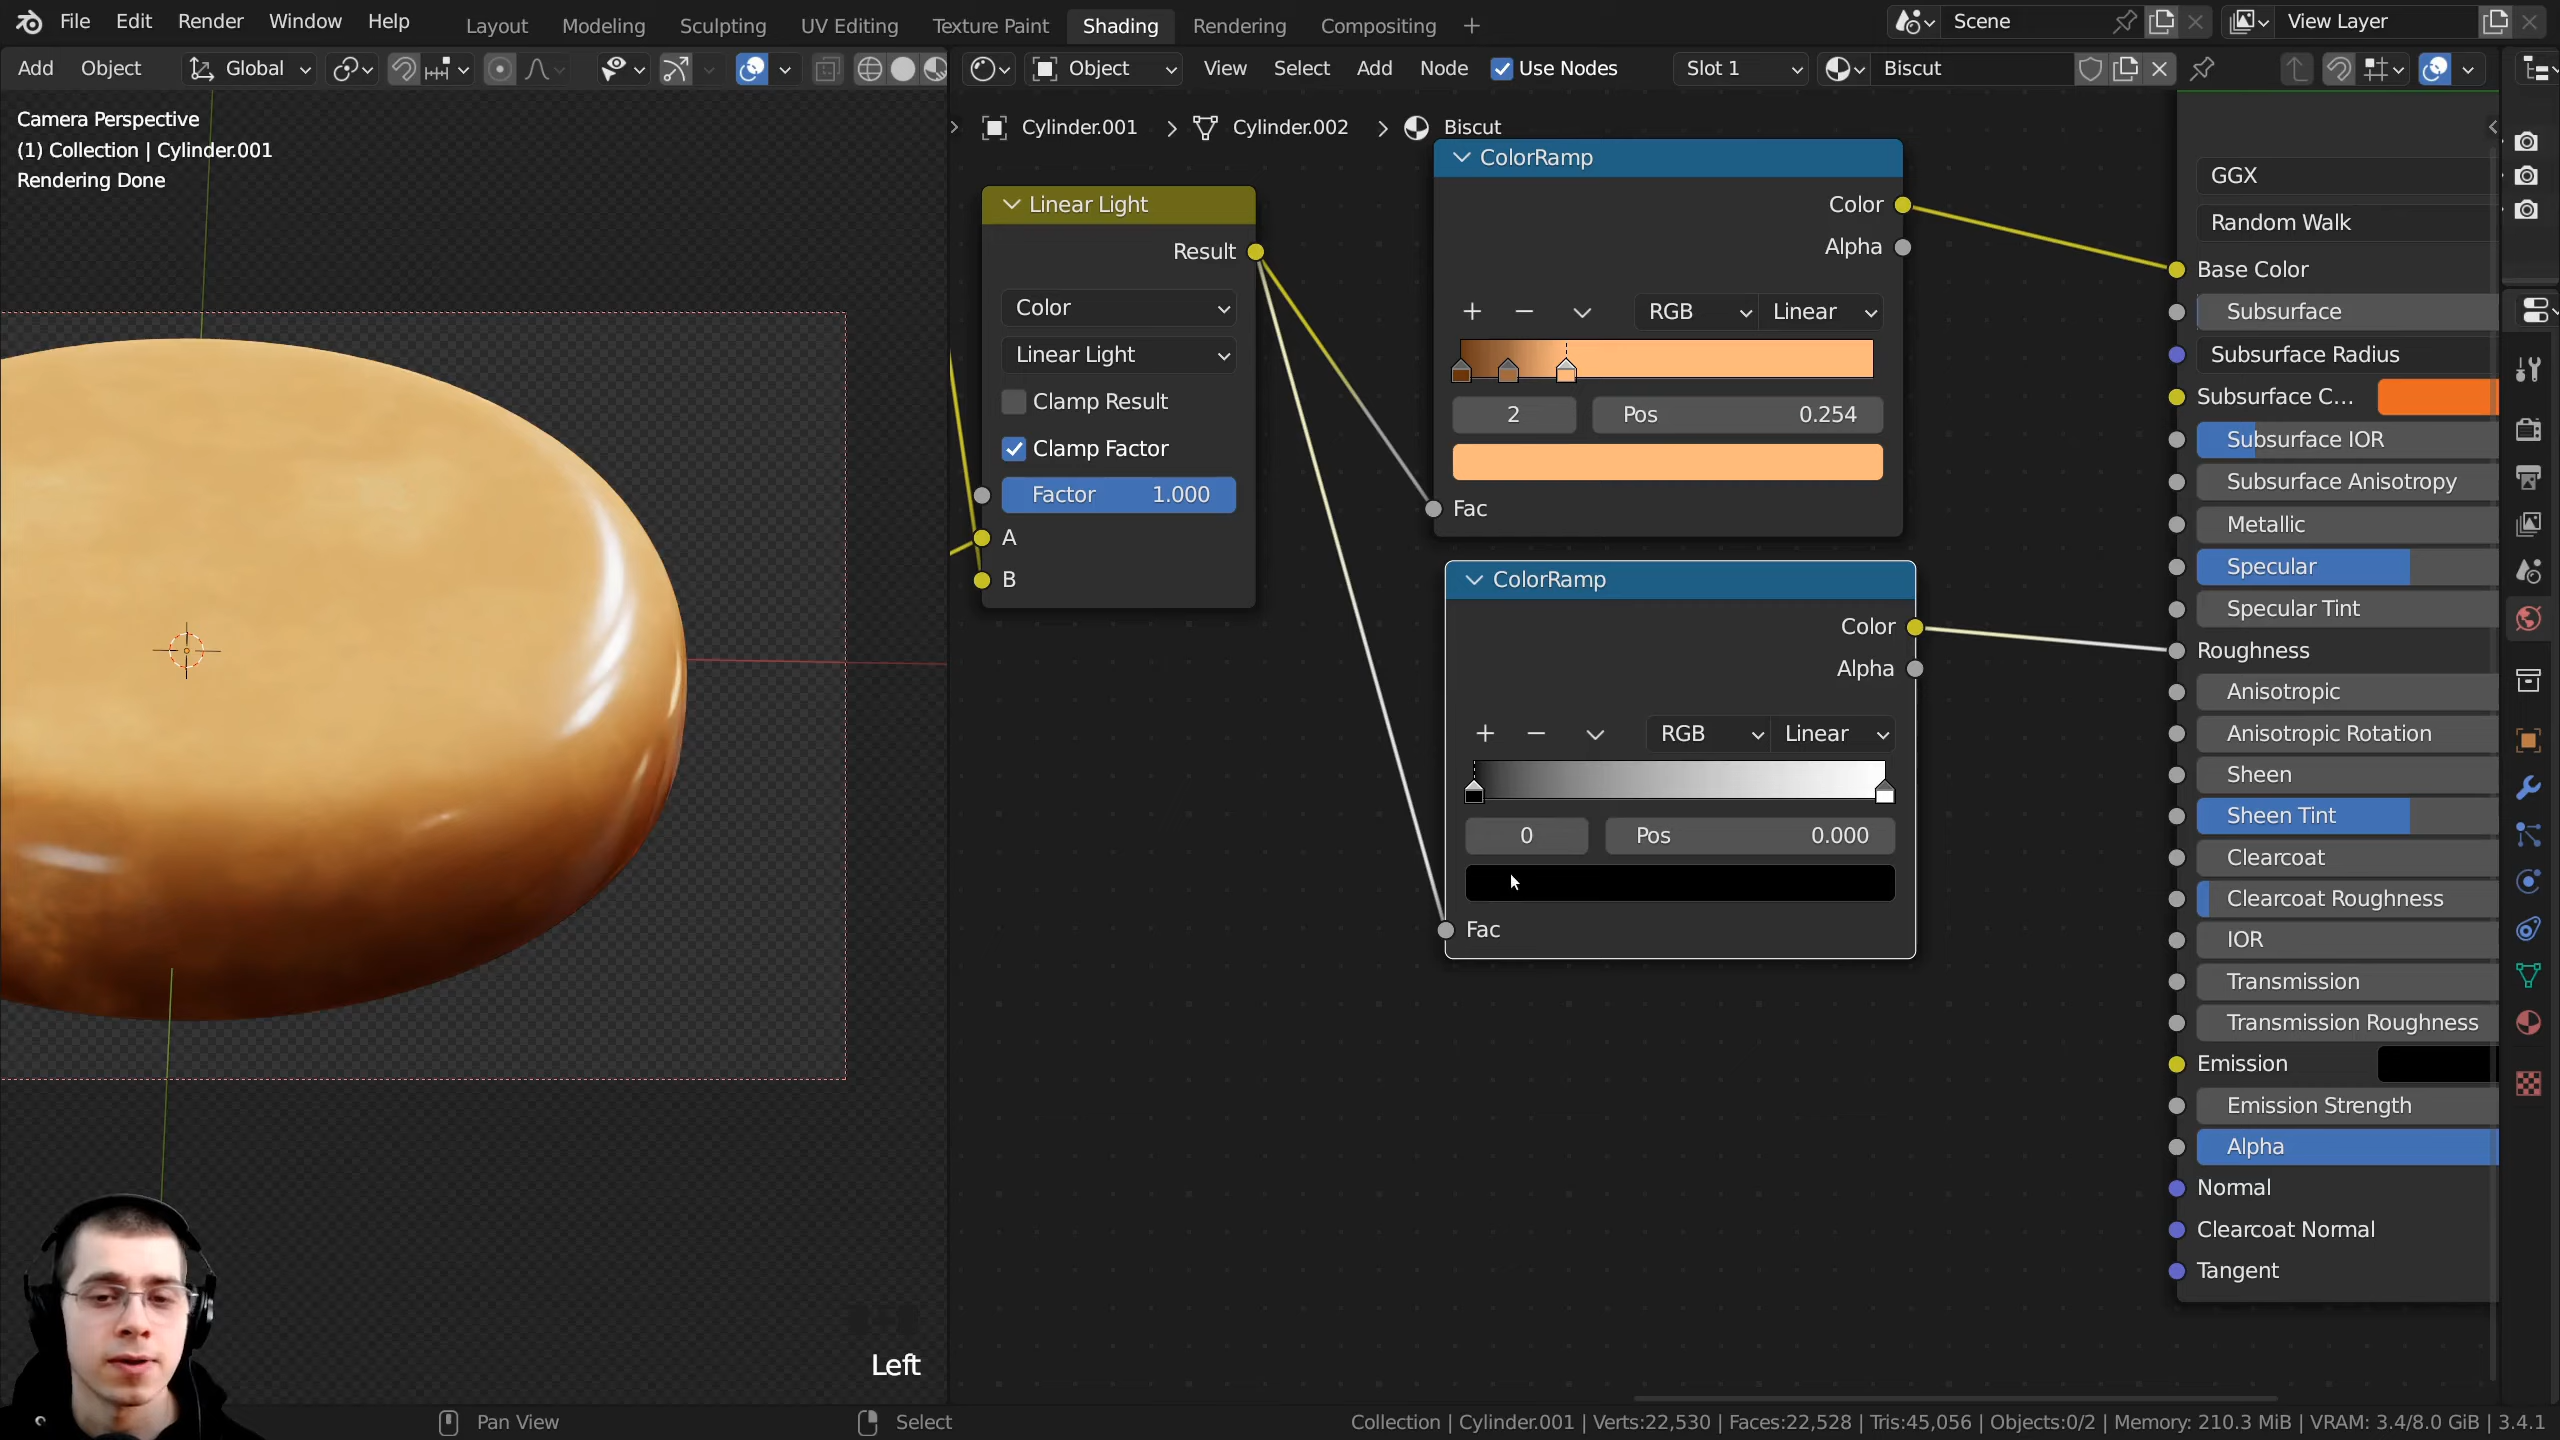 File Edit Render Window Help Layout Modeling Sculpting UV Editing Texture Paint Shading Rendering Compositing + Scene View Layer
Add Object Global Object View Select Add Node Use Nodes Slot 1 Biscut
Camera Perspective
(1) Collection | Cylinder.001
Rendering Done
Cylinder.001 > Cylinder.002 > Biscut
Linear Light
Result
Color
Linear Light
Clamp Result
Clamp Factor
Factor 1.000
A
B
ColorRamp
Color
Alpha
+ − RGB Linear
2 Pos 0.254
Fac
ColorRamp
Color
Alpha
+ − RGB Linear
0 Pos 0.000
Fac
GGX
Random Walk
Base Color
Subsurface
Subsurface Radius
Subsurface C...
Subsurface IOR
Subsurface Anisotropy
Metallic
Specular
Specular Tint
Roughness
Anisotropic
Anisotropic Rotation
Sheen
Sheen Tint
Clearcoat
Clearcoat Roughness
IOR
Transmission
Transmission Roughness
Emission
Emission Strength
Alpha
Normal
Clearcoat Normal
Tangent
Left
Pan View Select Collection | Cylinder.001 | Verts:22,530 | Faces:22,528 | Tris:45,056 | Objects:0/2 | Memory: 210.3 MiB | VRAM: 3.4/8.0 GiB | 3.4.1